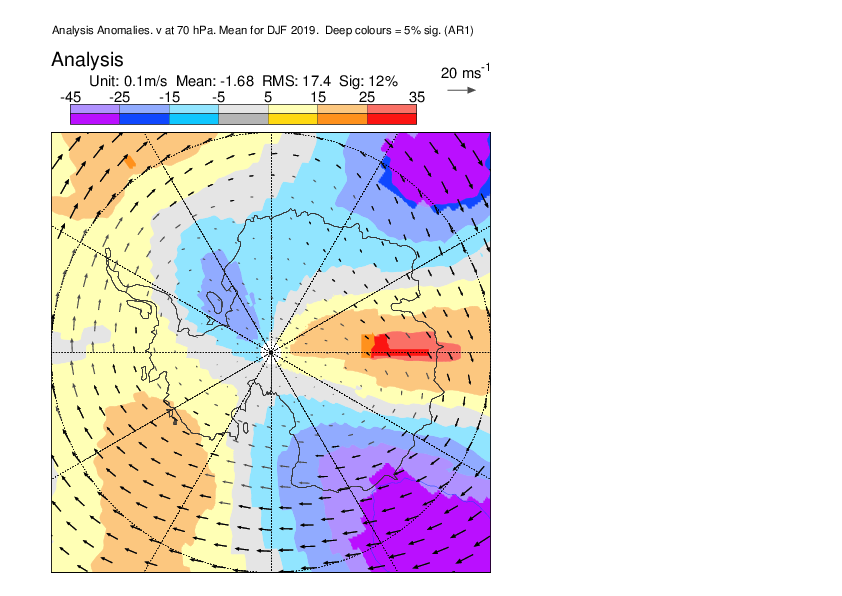 Analysis Anomalies. v at 70 hPa. Mean for DJF 2019.  Deep colours = 5% sig. (AR1)
Analysis
20 ms-1
Unit: 0.1m/s  Mean: -1.68  RMS: 17.4  Sig: 12%
-45 -25 -15 -5 5 15 25 35